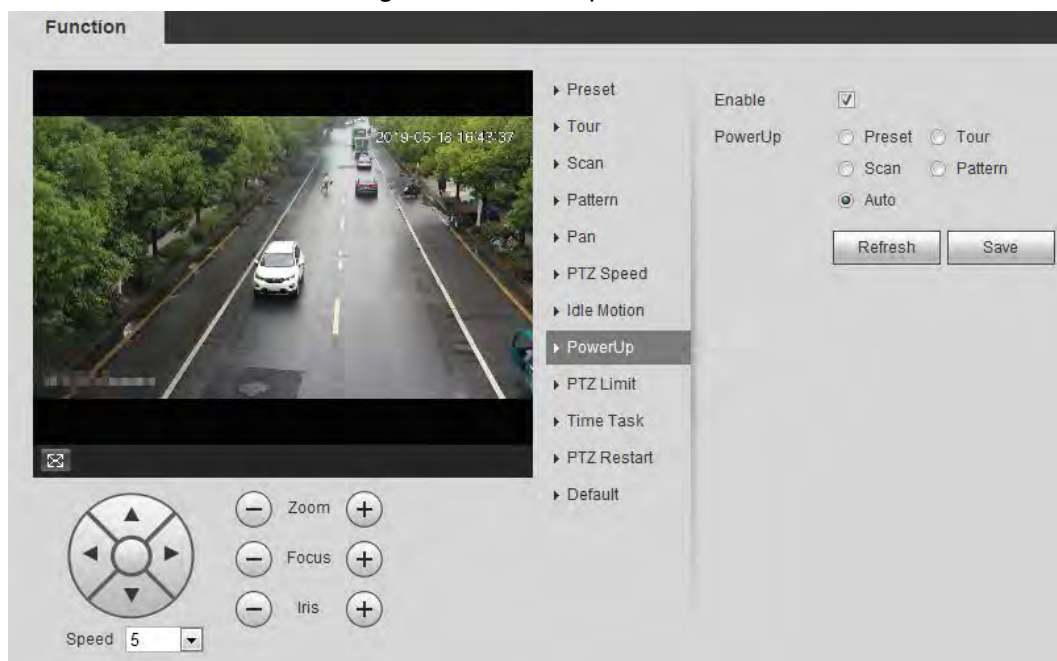 Function
2019-05-18 16:43:37
Preset
Tour
Scan
Pattern
Pan
PTZ Speed
Idle Motion
PowerUp
PTZ Limit
Time Task
PTZ Restart
Default
Enable
PowerUp
Preset Tour
Scan Pattern
Auto
Refresh Save
Zoom
Focus
Iris
Speed 5